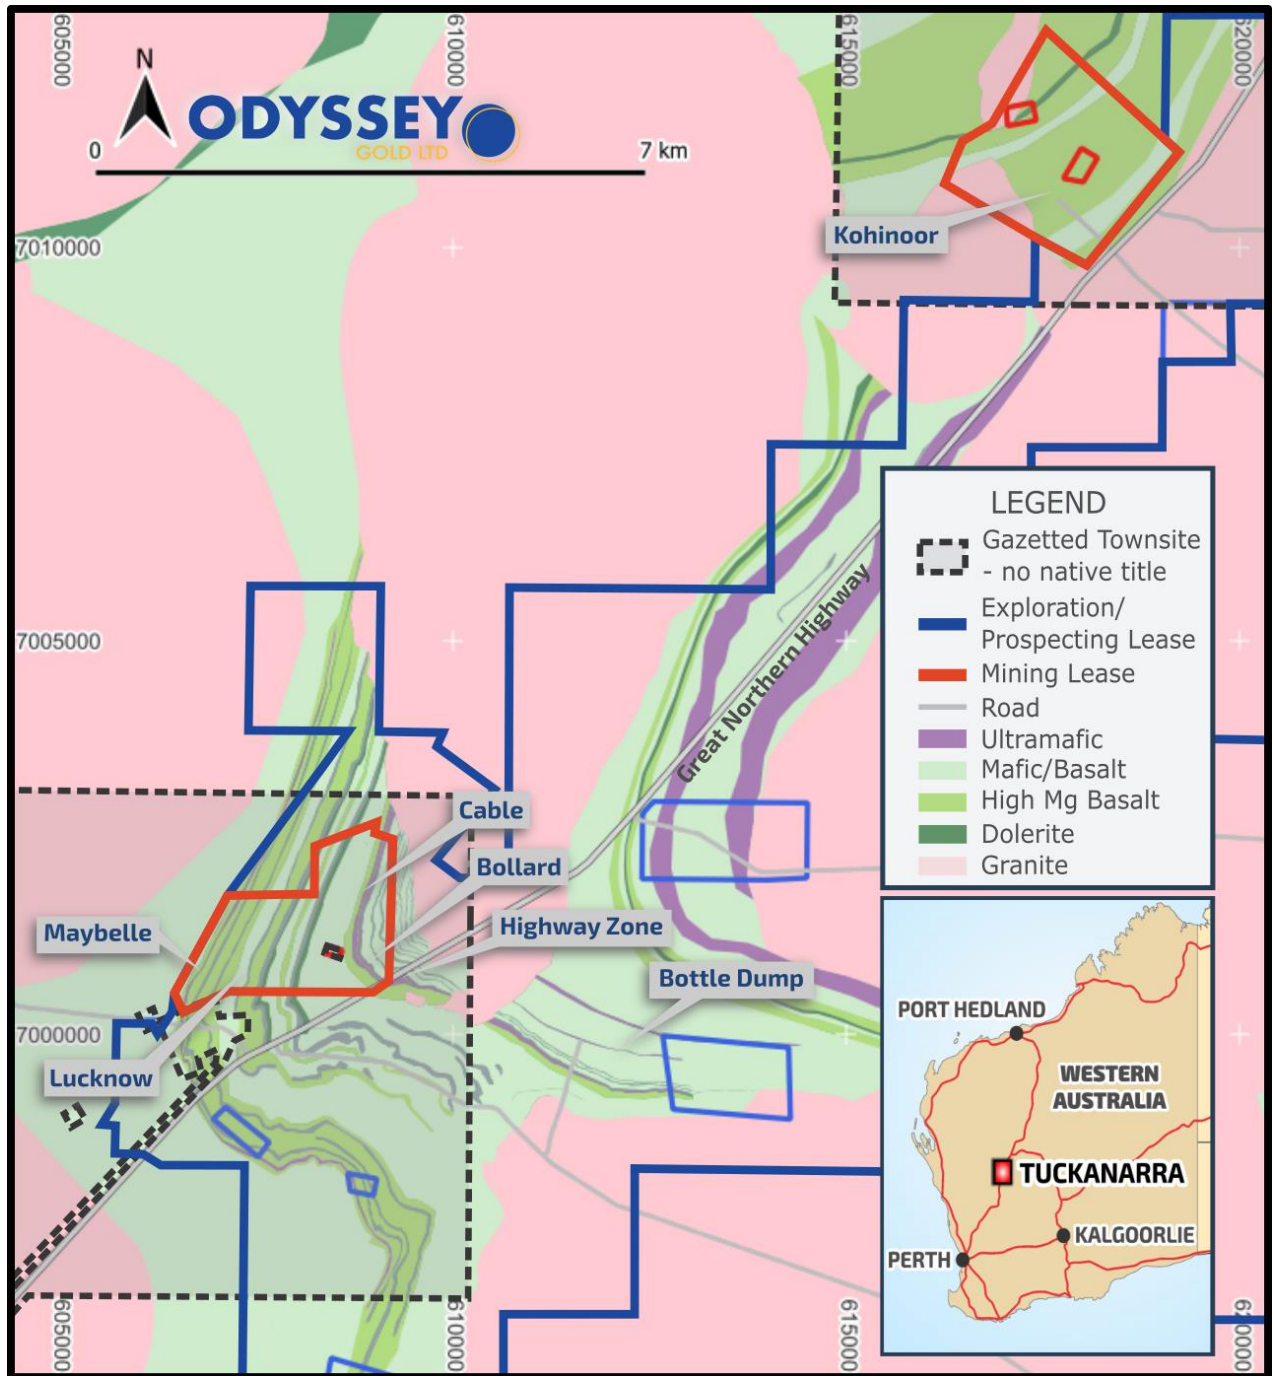 605000
610000
615000
620000
N
ODYSSEY
GOLD LTD
0
7 km
Kohinoor
7010000
LEGEND
Gazetted Townsite
- no native title
Exploration/
Prospecting Lease
Mining Lease
Road
Ultramafic
Mafic/Basalt
High Mg Basalt
Dolerite
Granite
7005000
Great Northern Highway
Cable
Bollard
Highway Zone
Maybelle
Bottle Dump
7000000
Lucknow
PORT HEDLAND
WESTERN
AUSTRALIA
TUCKANARRA
KALGOORLIE
PERTH
605000
610000
615000
620000